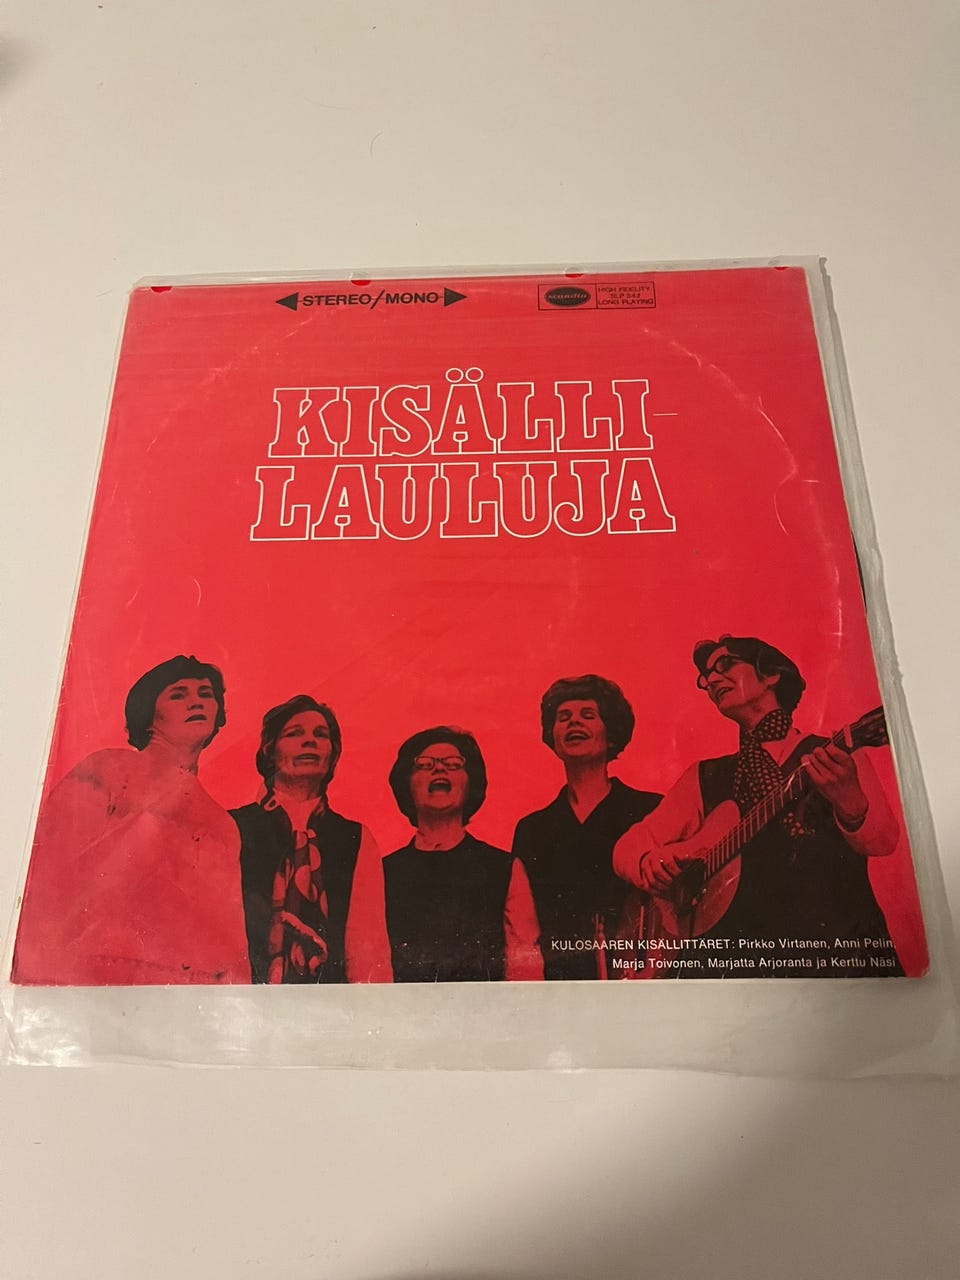 ◀ STEREO/MONO ▶
scandia
HIGH FIDELITY
SLP 542
LONG PLAYING
KISÄLLI-
LAULUJA
KULOSAAREN KISÄLLITTÄRET: Pirkko Virtanen, Anni Pelin,
Marja Toivonen, Marjatta Arjoranta ja Kerttu Näsi